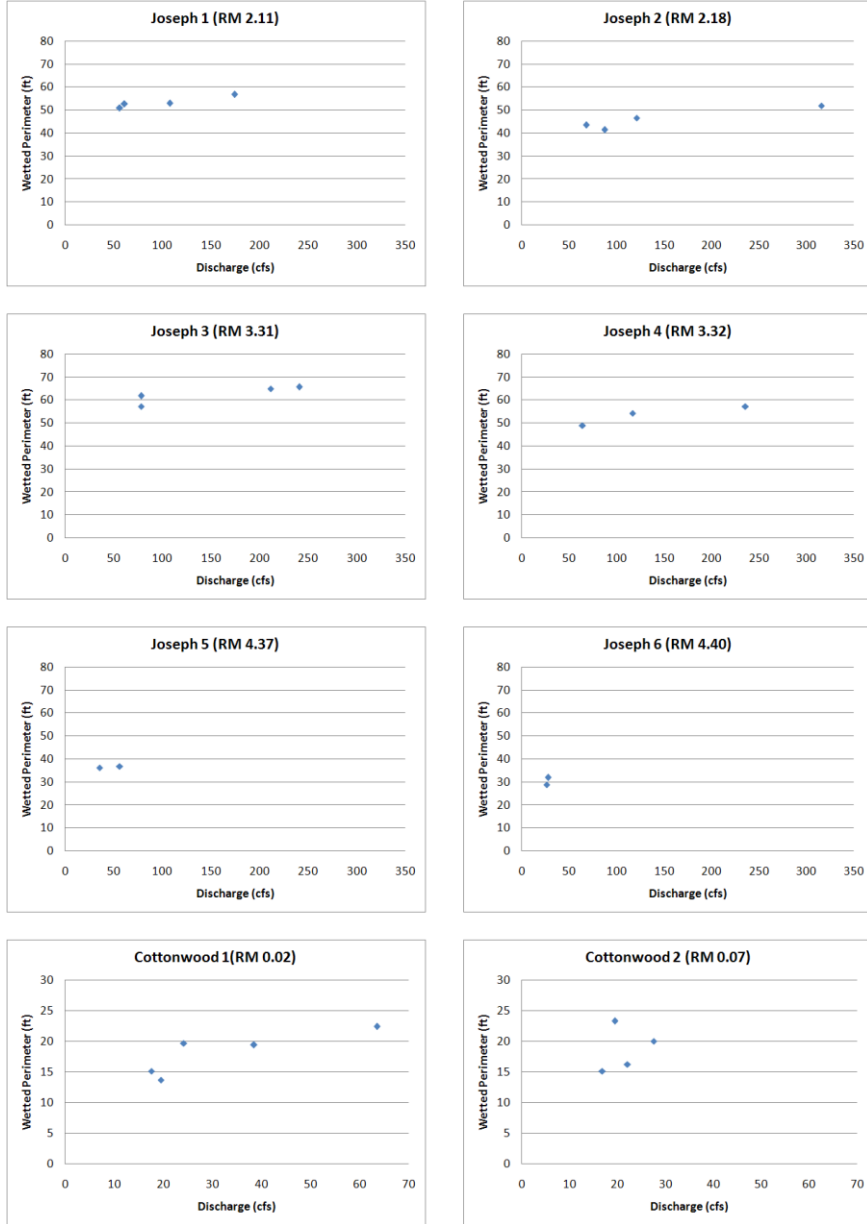 Joseph 1 (RM 2.11)
80
70
60
50
40
30
20
10
0
Wetted Perimeter (ft)
0 50 100 150 200 250 300 350
Discharge (cfs)
Joseph 2 (RM 2.18)
80
70
60
50
40
30
20
10
0
Wetted Perimeter (ft)
0 50 100 150 200 250 300 350
Discharge (cfs)
Joseph 3 (RM 3.31)
80
70
60
50
40
30
20
10
0
Wetted Perimeter (ft)
0 50 100 150 200 250 300 350
Discharge (cfs)
Joseph 4 (RM 3.32)
80
70
60
50
40
30
20
10
0
Wetted Perimeter (ft)
0 50 100 150 200 250 300 350
Discharge (cfs)
Joseph 5 (RM 4.37)
80
70
60
50
40
30
20
10
0
Wetted Perimeter (ft)
0 50 100 150 200 250 300 350
Discharge (cfs)
Joseph 6 (RM 4.40)
80
70
60
50
40
30
20
10
0
Wetted Perimeter (ft)
0 50 100 150 200 250 300 350
Discharge (cfs)
Cottonwood 1(RM 0.02)
30
25
20
15
10
5
0
Wetted Perimeter (ft)
0 10 20 30 40 50 60 70
Discharge (cfs)
Cottonwood 2 (RM 0.07)
30
25
20
15
10
5
0
Wetted Perimeter (ft)
0 10 20 30 40 50 60 70
Discharge (cfs)